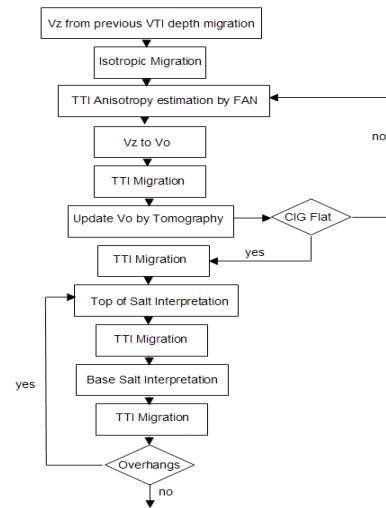 Vz from previous VTI depth migration
Isotropic Migration
TTI Anisotropy estimation by FAN
no
Vz to Vo
TTI Migration
Update Vo by Tomography
CIG Flat
yes
TTI Migration
Top of Salt Interpretation
TTI Migration
yes
Base Salt Interpretation
TTI Migration
Overhangs
no